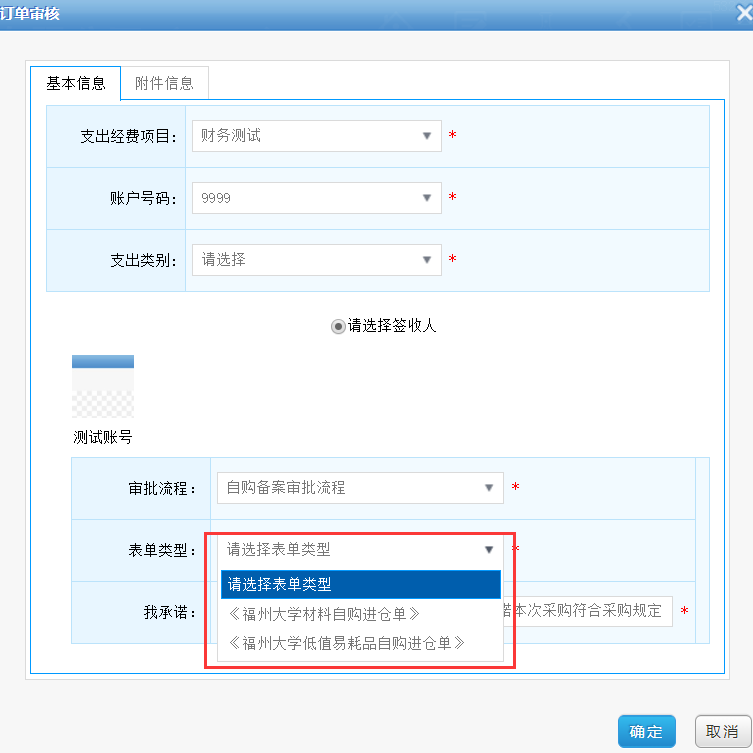 订单审核
基本信息 附件信息
支出经费项目： 财务测试 *
账户号码： 9999 *
支出类别： 请选择 *
请选择签收人
测试账号
审批流程： 自购备案审批流程 *
表单类型： 请选择表单类型 *
请选择表单类型
《福州大学材料自购进仓单》
我承诺： 本次采购符合采购规定 *
《福州大学低值易耗品自购进仓单》
确定 取消